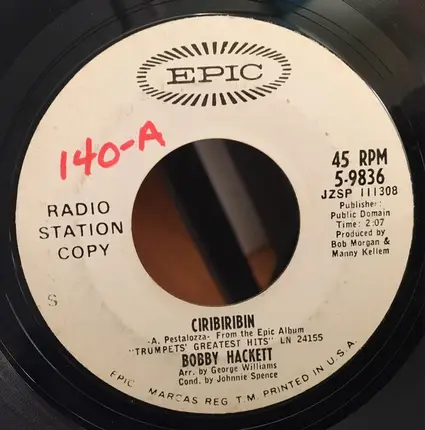 EPIC
140-A
RADIO
STATION
COPY
45 RPM
5-9836
JZSP 111308
Publisher:
Public Domain
Time: 2:07
Produced by
Bob Morgan &
Manny Kellem
S
CIRIBIRIBIN
-A. Pestalozza- From the Epic Album
"TRUMPETS' GREATEST HITS" LN 24155
BOBBY HACKETT
Arr. by George Williams
Cond. by Johnnie Spence
EPIC MARCAS REG T.M. PRINTED IN U.S.A.